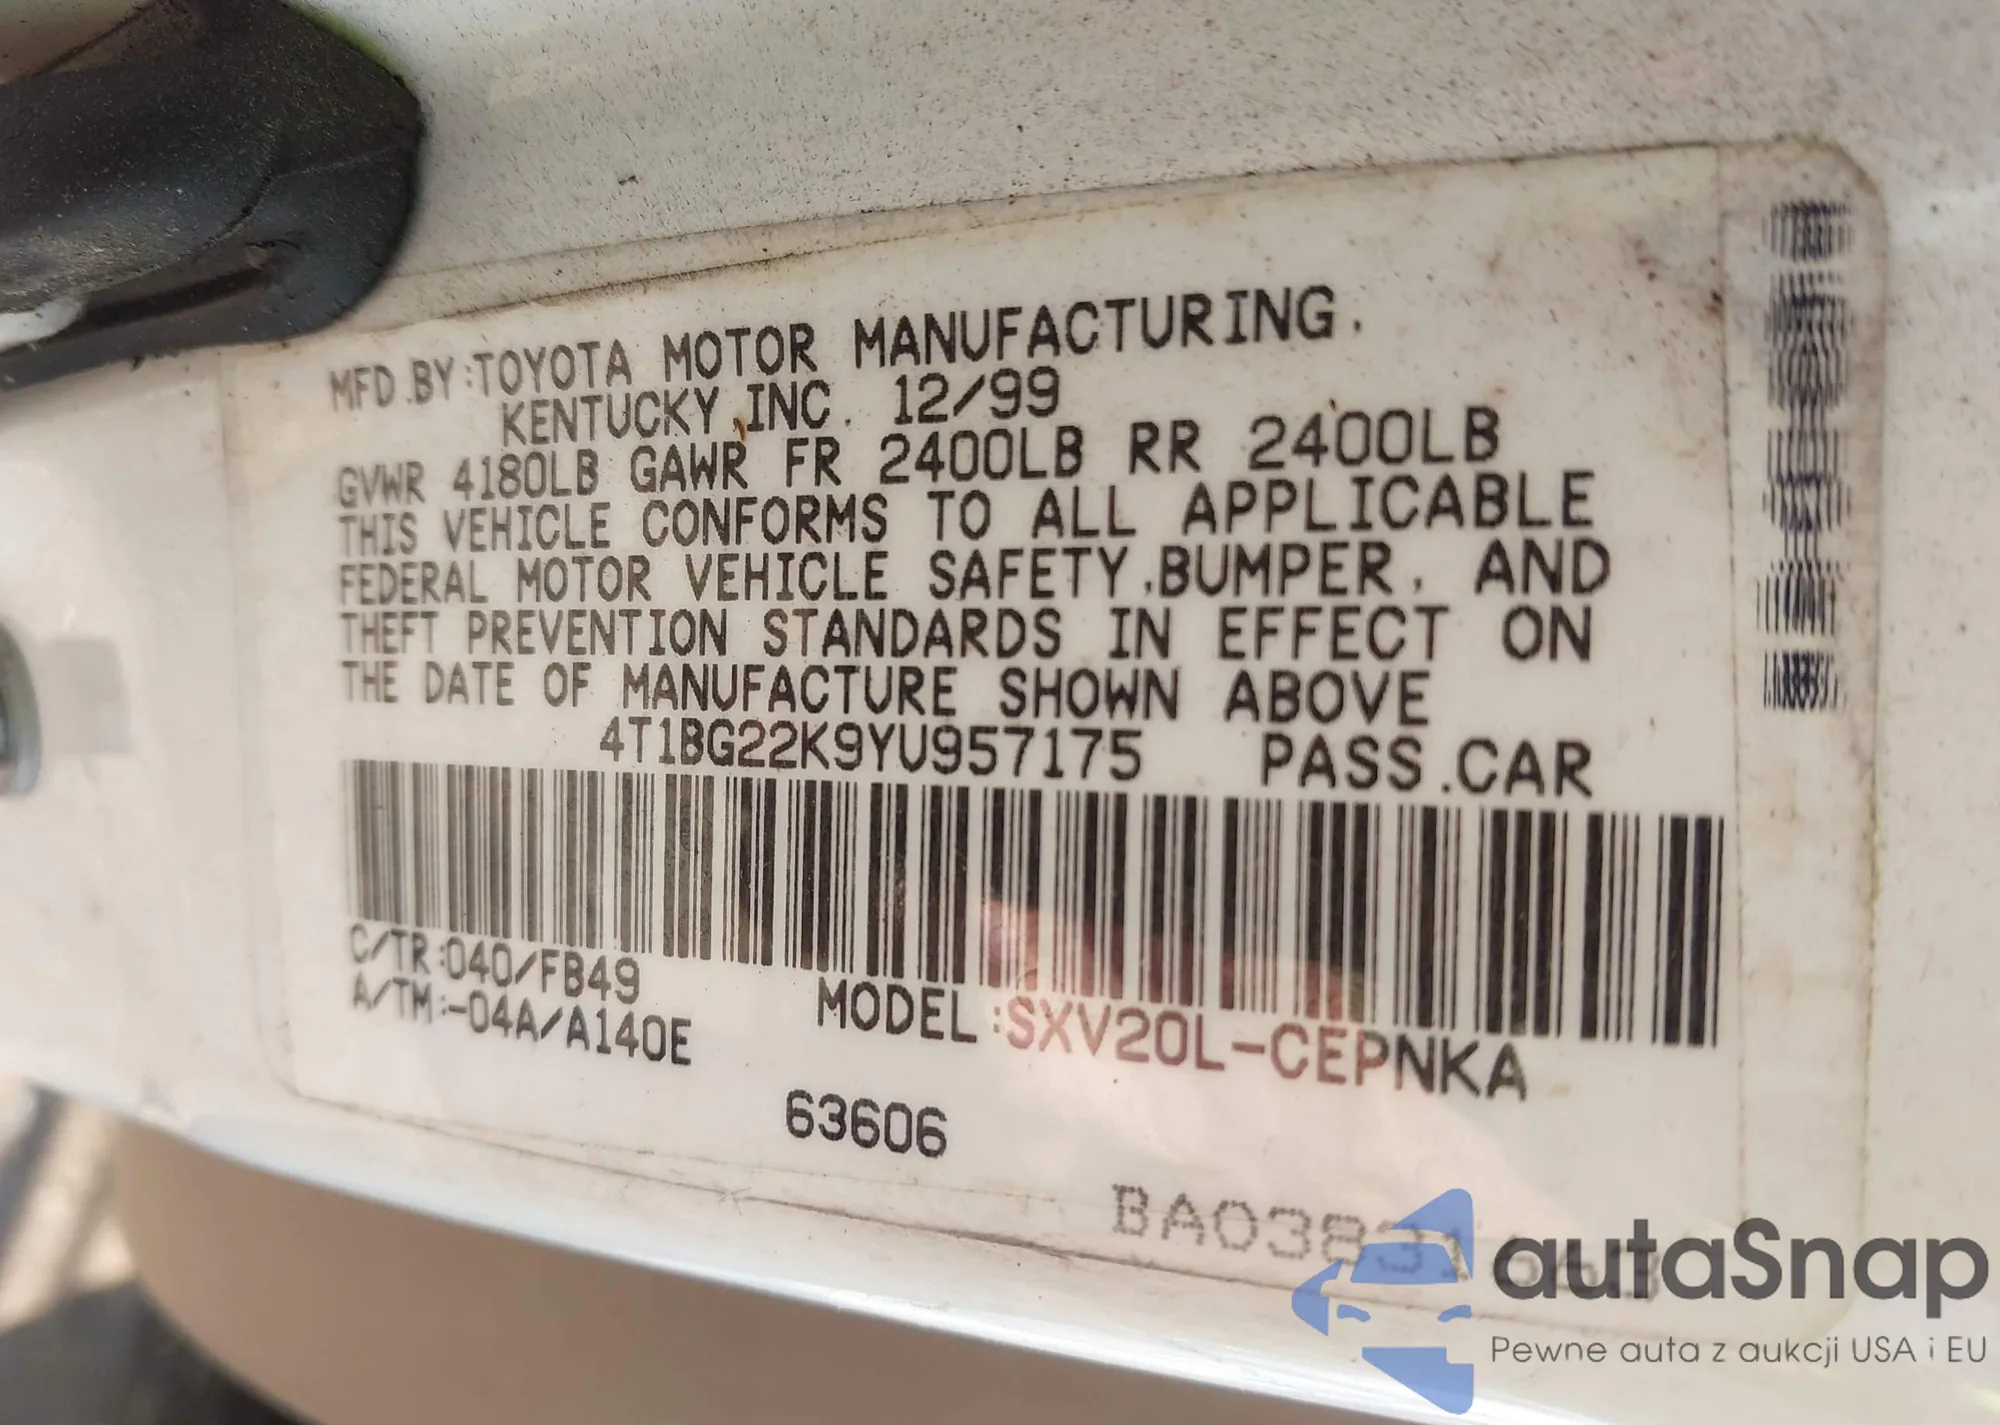 MFD.BY:TOYOTA MOTOR MANUFACTURING.
KENTUCKY,INC. 12/99
GVWR 4180LB GAWR FR 2400LB RR 2400LB
THIS VEHICLE CONFORMS TO ALL APPLICABLE
FEDERAL MOTOR VEHICLE SAFETY,BUMPER, AND
THEFT PREVENTION STANDARDS IN EFFECT ON
THE DATE OF MANUFACTURE SHOWN ABOVE
4T1BG22K9YU957175 PASS.CAR
C/TR:040/FB49
A/TM:-04A/A140E
MODEL:SXV20L-CEPNKA
63606
autaSnap
Pewne auta z aukcji USA i EU